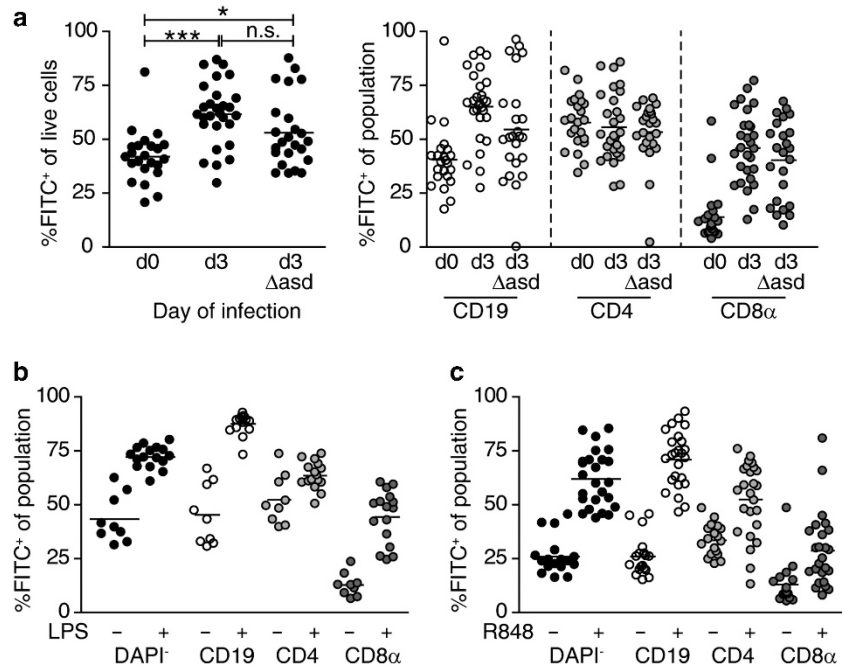 a
*
***
n.s.
%FITC⁺ of live cells
100
75
50
25
0
d0 d3 d3
Δasd
Day of infection
%FITC⁺ of population
100
75
50
25
0
d0 d3 d3 d0 d3 d3 d0 d3 d3
Δasd Δasd Δasd
CD19 CD4 CD8α
b
%FITC⁺ of population
100
75
50
25
0
LPS − + − + − + − +
DAPI⁻ CD19 CD4 CD8α
c
%FITC⁺ of population
100
75
50
25
0
R848 − + − + − + − +
DAPI⁻ CD19 CD4 CD8α